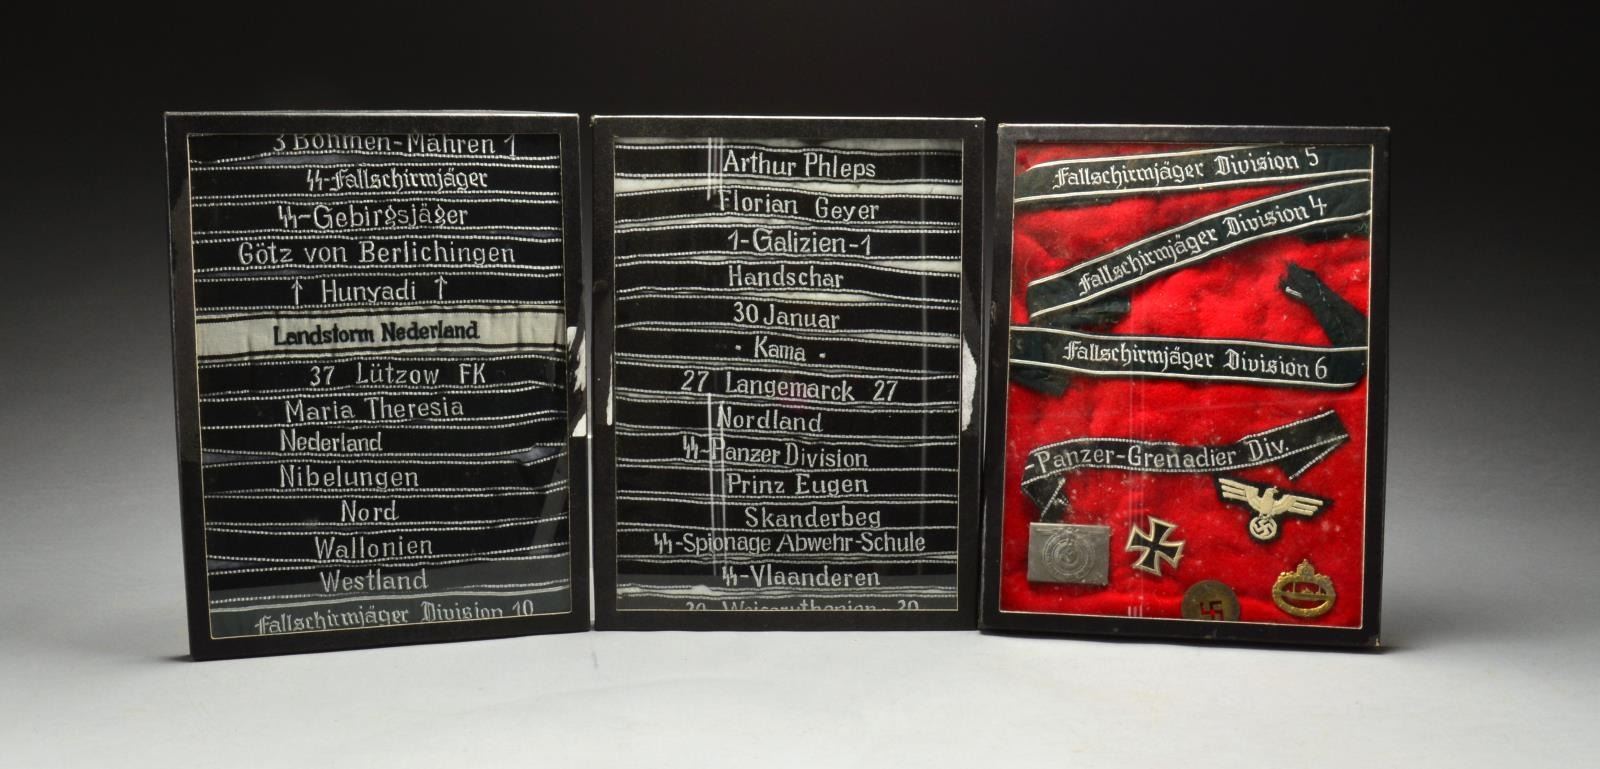 3 Böhmen-Mähren 1
ᛋᛋ-Fallschirmjäger
ᛋᛋ-Gebirgsjäger
Götz von Berlichingen
↑ Hunyadi ↑
Landstorm Nederland
37 Lützow FK
Maria Theresia
Nederland
Nibelungen
Nord
Wallonien
Westland
Fallschirmjäger Division 10
Arthur Phleps
Florian Geyer
1-Galizien-1
Handschar
30 Januar
- Kama -
27 Langemarck 27
Nordland
ᛋᛋ-Panzer Division
Prinz Eugen
Skanderbeg
ᛋᛋ-Spionage Abwehr-Schule
ᛋᛋ-Vlaanderen
Fallschirmjäger Division 5
Fallschirmjäger Division 4
Fallschirmjäger Division 6
-Panzer-Grenadier Div.